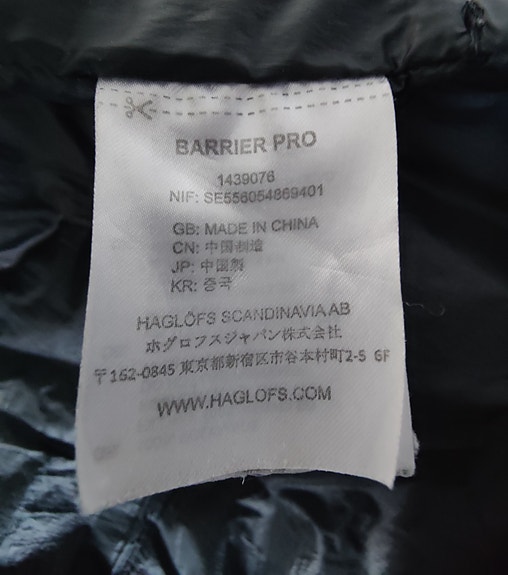 BARRIER PRO
1439076
NIF: SE556054869401
GB: MADE IN CHINA
CN: 中国制造
JP: 中国製
KR: 중국
HAGLÖFS SCANDINAVIA AB
ホグロフスジャパン株式会社
〒162-0845 東京都新宿区市谷本村町2-5 6F
WWW.HAGLOFS.COM